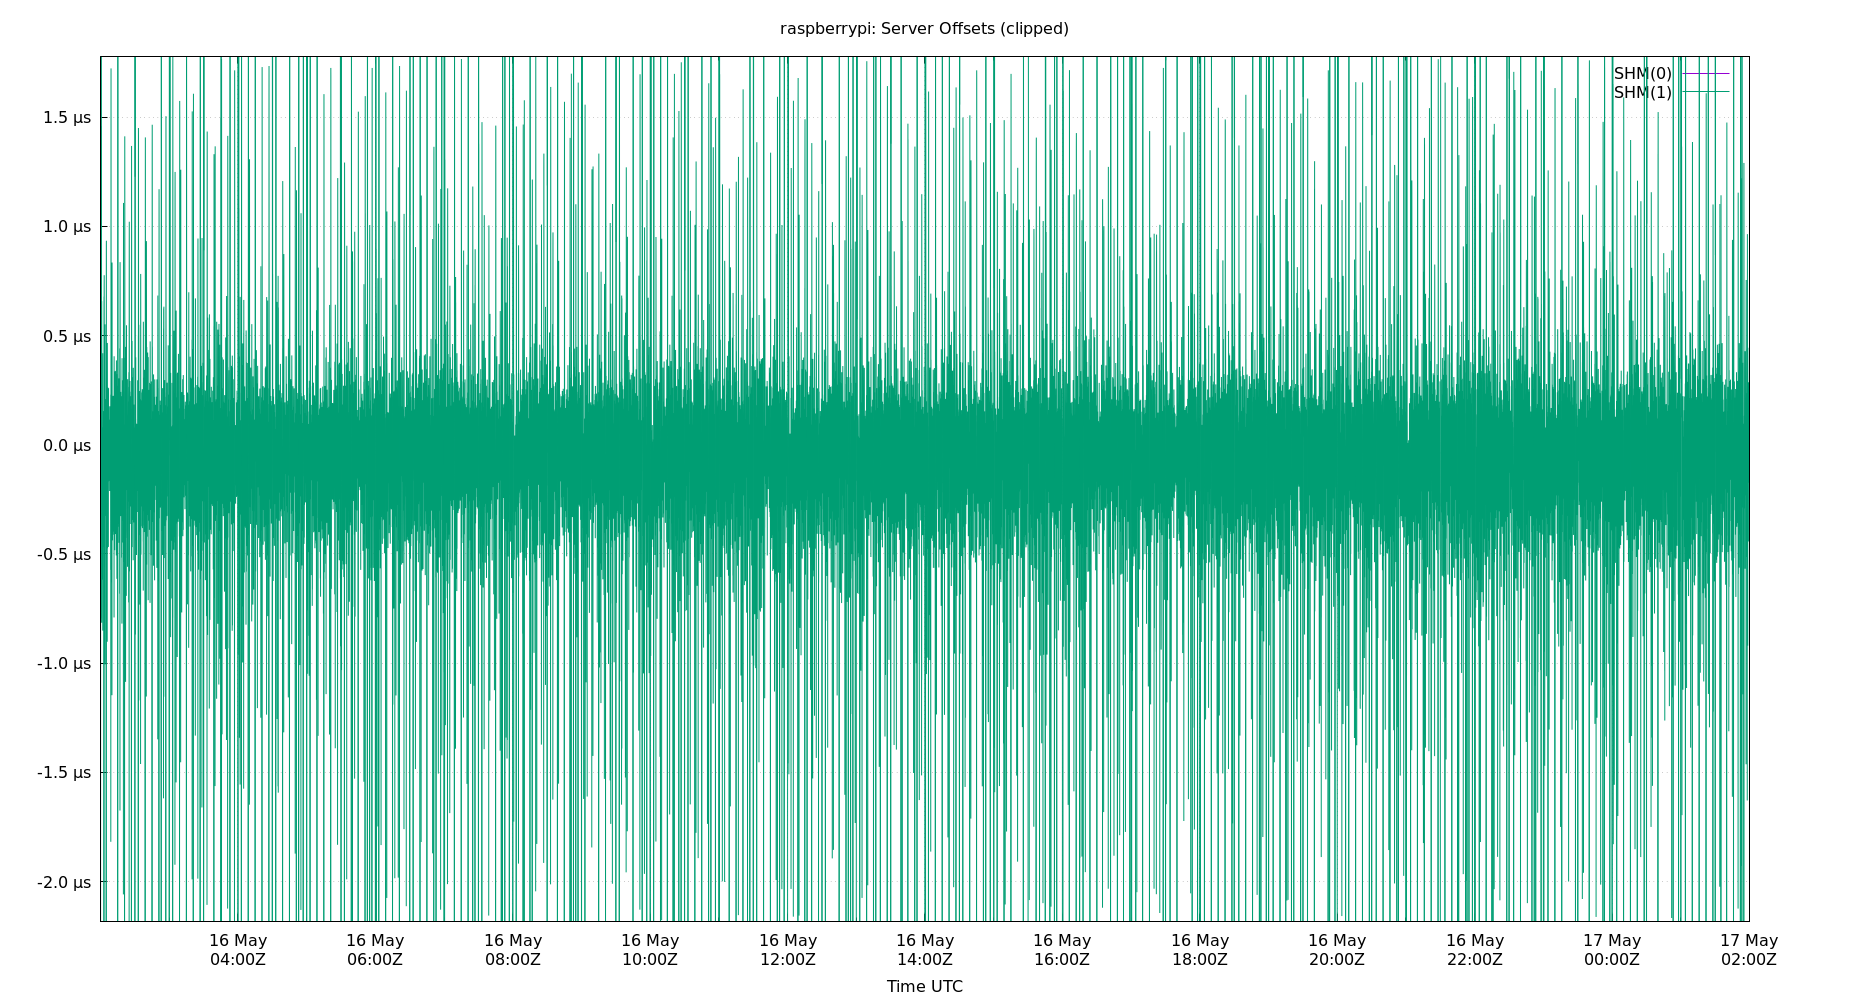 raspberrypi: Server Offsets (clipped)
SHM(0)
SHM(1)
1.5 µs
1.0 µs
0.5 µs
0.0 µs
-0.5 µs
-1.0 µs
-1.5 µs
-2.0 µs
16 May 16 May 16 May 16 May 16 May 16 May 16 May 16 May 16 May 16 May 17 May 17 May
04:00Z 06:00Z 08:00Z 10:00Z 12:00Z 14:00Z 16:00Z 18:00Z 20:00Z 22:00Z 00:00Z 02:00Z
Time UTC